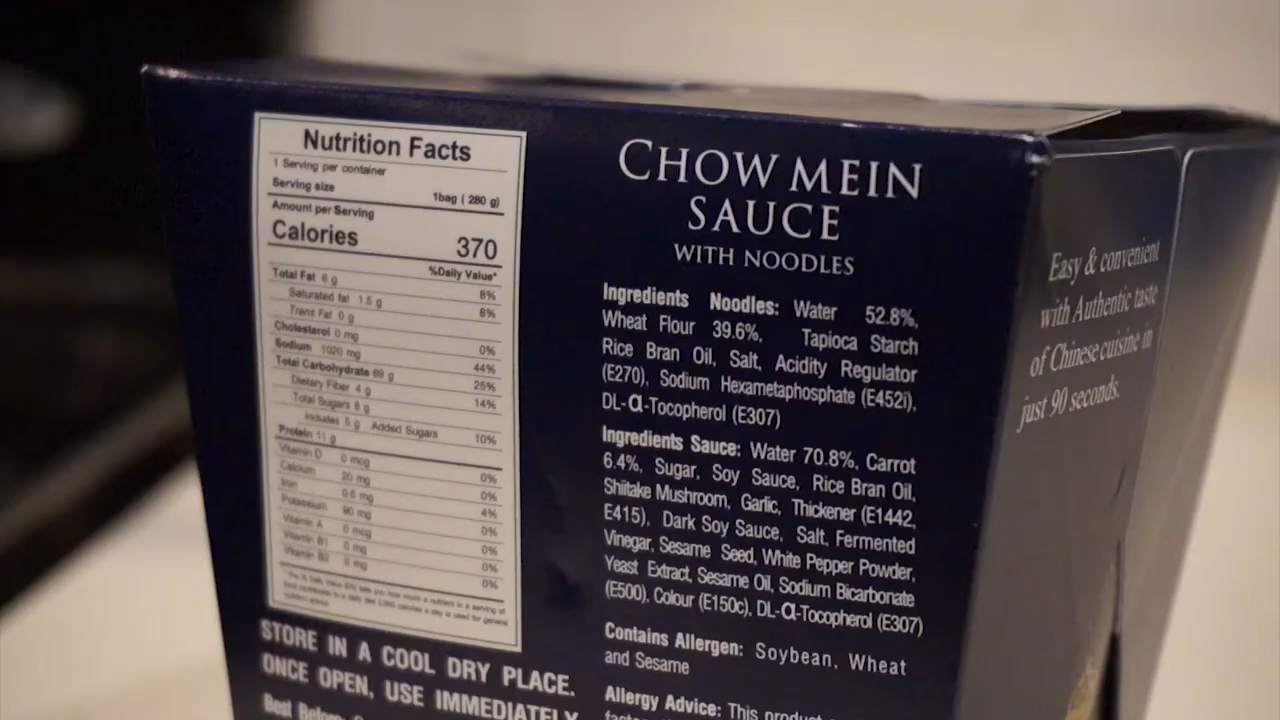 Nutrition Facts
1 Serving per container
Serving size 1bag ( 280 g)
Amount per Serving
Calories 370
%Daily Value*
Total Fat 6 g 8%
Saturated fat 1.5 g 8%
Trans Fat 0 g
Cholesterol 0 mg 0%
Sodium 1020 mg 44%
Total Carbohydrate 69 g 25%
Dietary Fiber 4 g 14%
Total Sugars 6 g
Includes 5 g Added Sugars 10%
Protein 11 g
Vitamin D 0 mcg 0%
Calcium 20 mg 0%
Iron 0.6 mg 4%
Potassium 90 mg 0%
Vitamin A 0 mcg 0%
Vitamin B1 0 mg 0%
Vitamin B2 0 mg
STORE IN A COOL DRY PLACE.
ONCE OPEN, USE IMMEDIATELY
Best Before:
CHOW MEIN
SAUCE
WITH NOODLES
Ingredients Noodles: Water 52.8%,
Wheat Flour 39.6%, Tapioca Starch
Rice Bran Oil, Salt, Acidity Regulator
(E270), Sodium Hexametaphosphate (E452i),
DL-α-Tocopherol (E307)
Ingredients Sauce: Water 70.8%, Carrot
6.4%, Sugar, Soy Sauce, Rice Bran Oil,
Shiitake Mushroom, Garlic, Thickener (E1442,
E415), Dark Soy Sauce, Salt, Fermented
Vinegar, Sesame Seed, White Pepper Powder,
Yeast Extract, Sesame Oil, Sodium Bicarbonate
(E500), Colour (E150c), DL-α-Tocopherol (E307)
Contains Allergen: Soybean, Wheat
and Sesame
Allergy Advice: This product
Easy & convenient
with Authentic taste
of Chinese cuisine in
just 90 seconds.